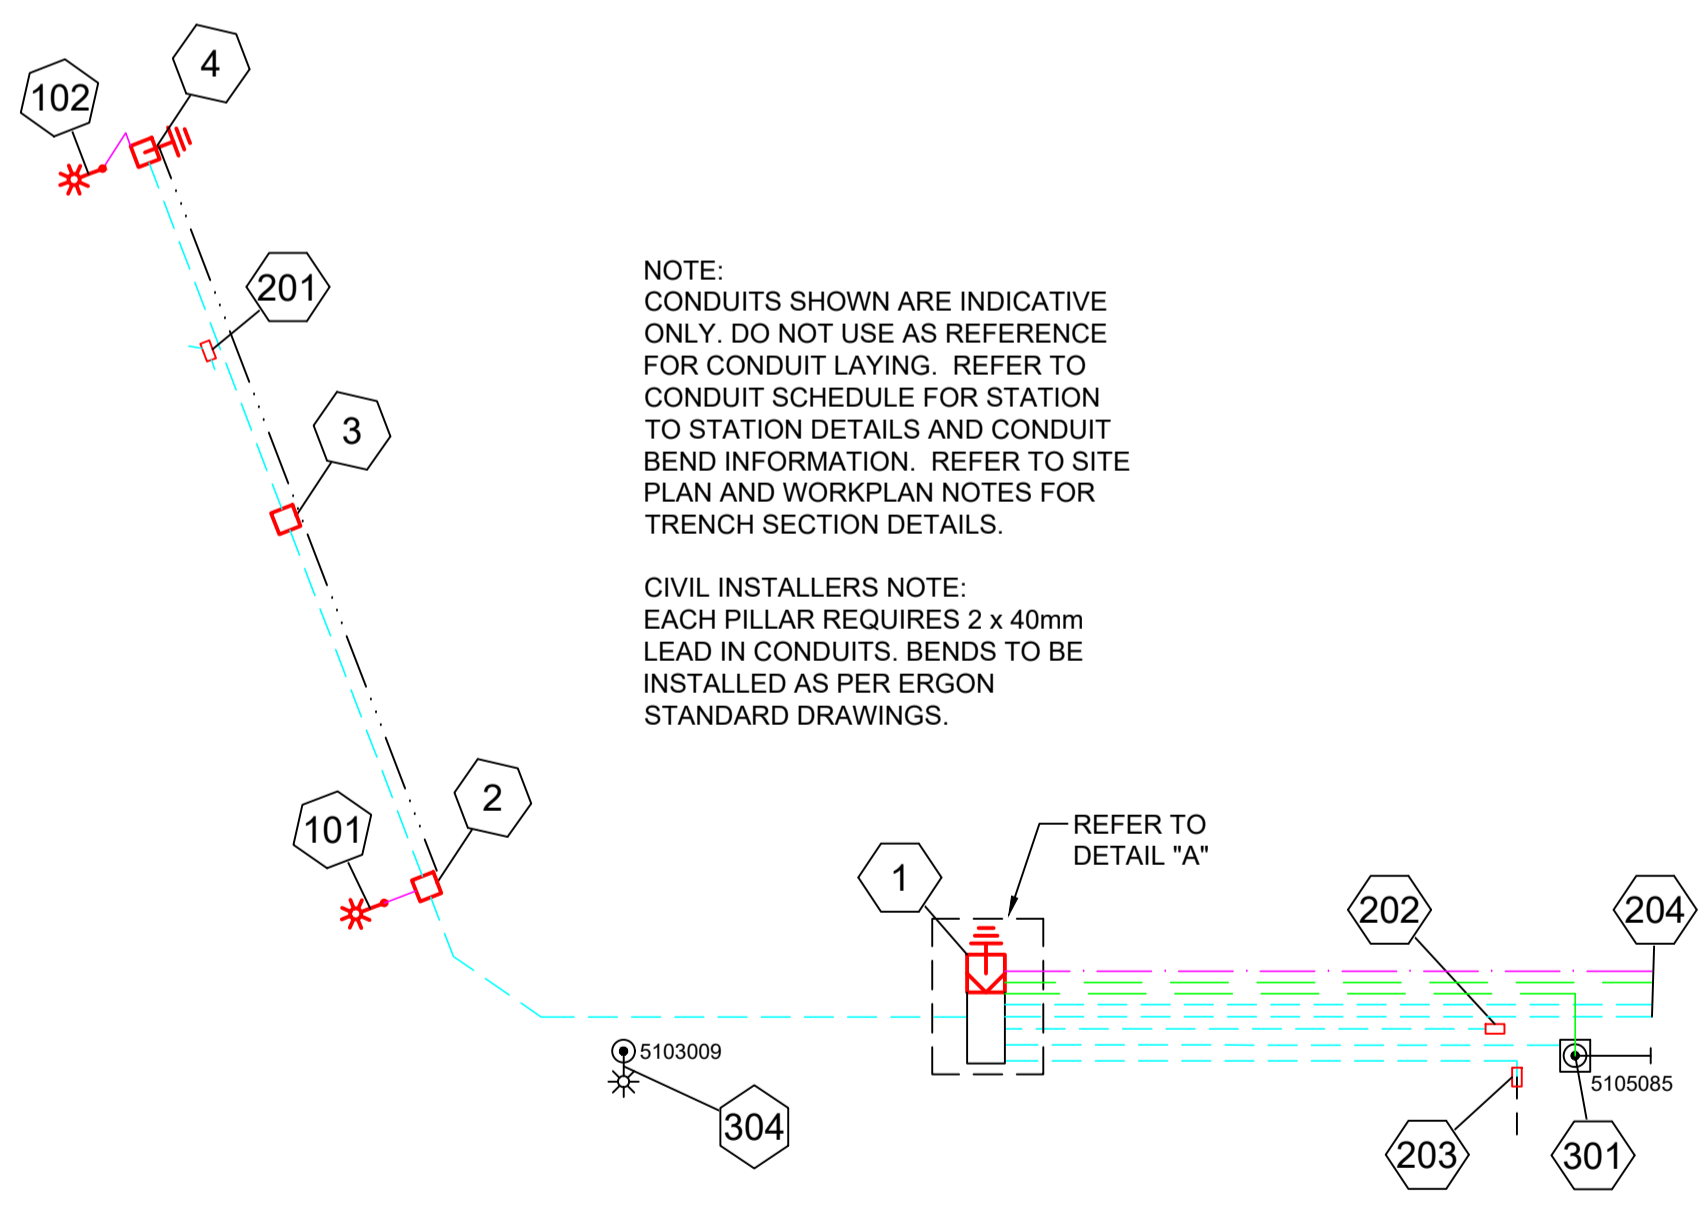 4
102
201
3
NOTE:
CONDUITS SHOWN ARE INDICATIVE
ONLY. DO NOT USE AS REFERENCE
FOR CONDUIT LAYING. REFER TO
CONDUIT SCHEDULE FOR STATION
TO STATION DETAILS AND CONDUIT
BEND INFORMATION. REFER TO SITE
PLAN AND WORKPLAN NOTES FOR
TRENCH SECTION DETAILS.
CIVIL INSTALLERS NOTE:
EACH PILLAR REQUIRES 2 x 40mm
LEAD IN CONDUITS. BENDS TO BE
INSTALLED AS PER ERGON
STANDARD DRAWINGS.
2
101
REFER TO
DETAIL "A"
1
202
204
5103009
5105085
304
203
301